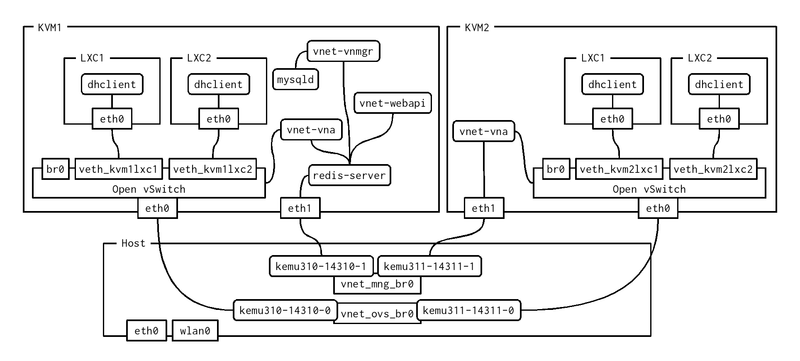 KVM1
KVM2
LXC1
LXC2
vnet-vnmgr
LXC1
LXC2
dhclient
dhclient
mysqld
dhclient
dhclient
vnet-webapi
eth0
eth0
vnet-vna
vnet-vna
eth0
eth0
br0
veth_kvm1lxc1
veth_kvm1lxc2
redis-server
br0
veth_kvm2lxc1
veth_kvm2lxc2
Open vSwitch
Open vSwitch
eth0
eth1
eth1
eth0
Host
kemu310-14310-1
kemu311-14311-1
vnet_mng_br0
kemu310-14310-0
vnet_ovs_br0
kemu311-14311-0
eth0
wlan0